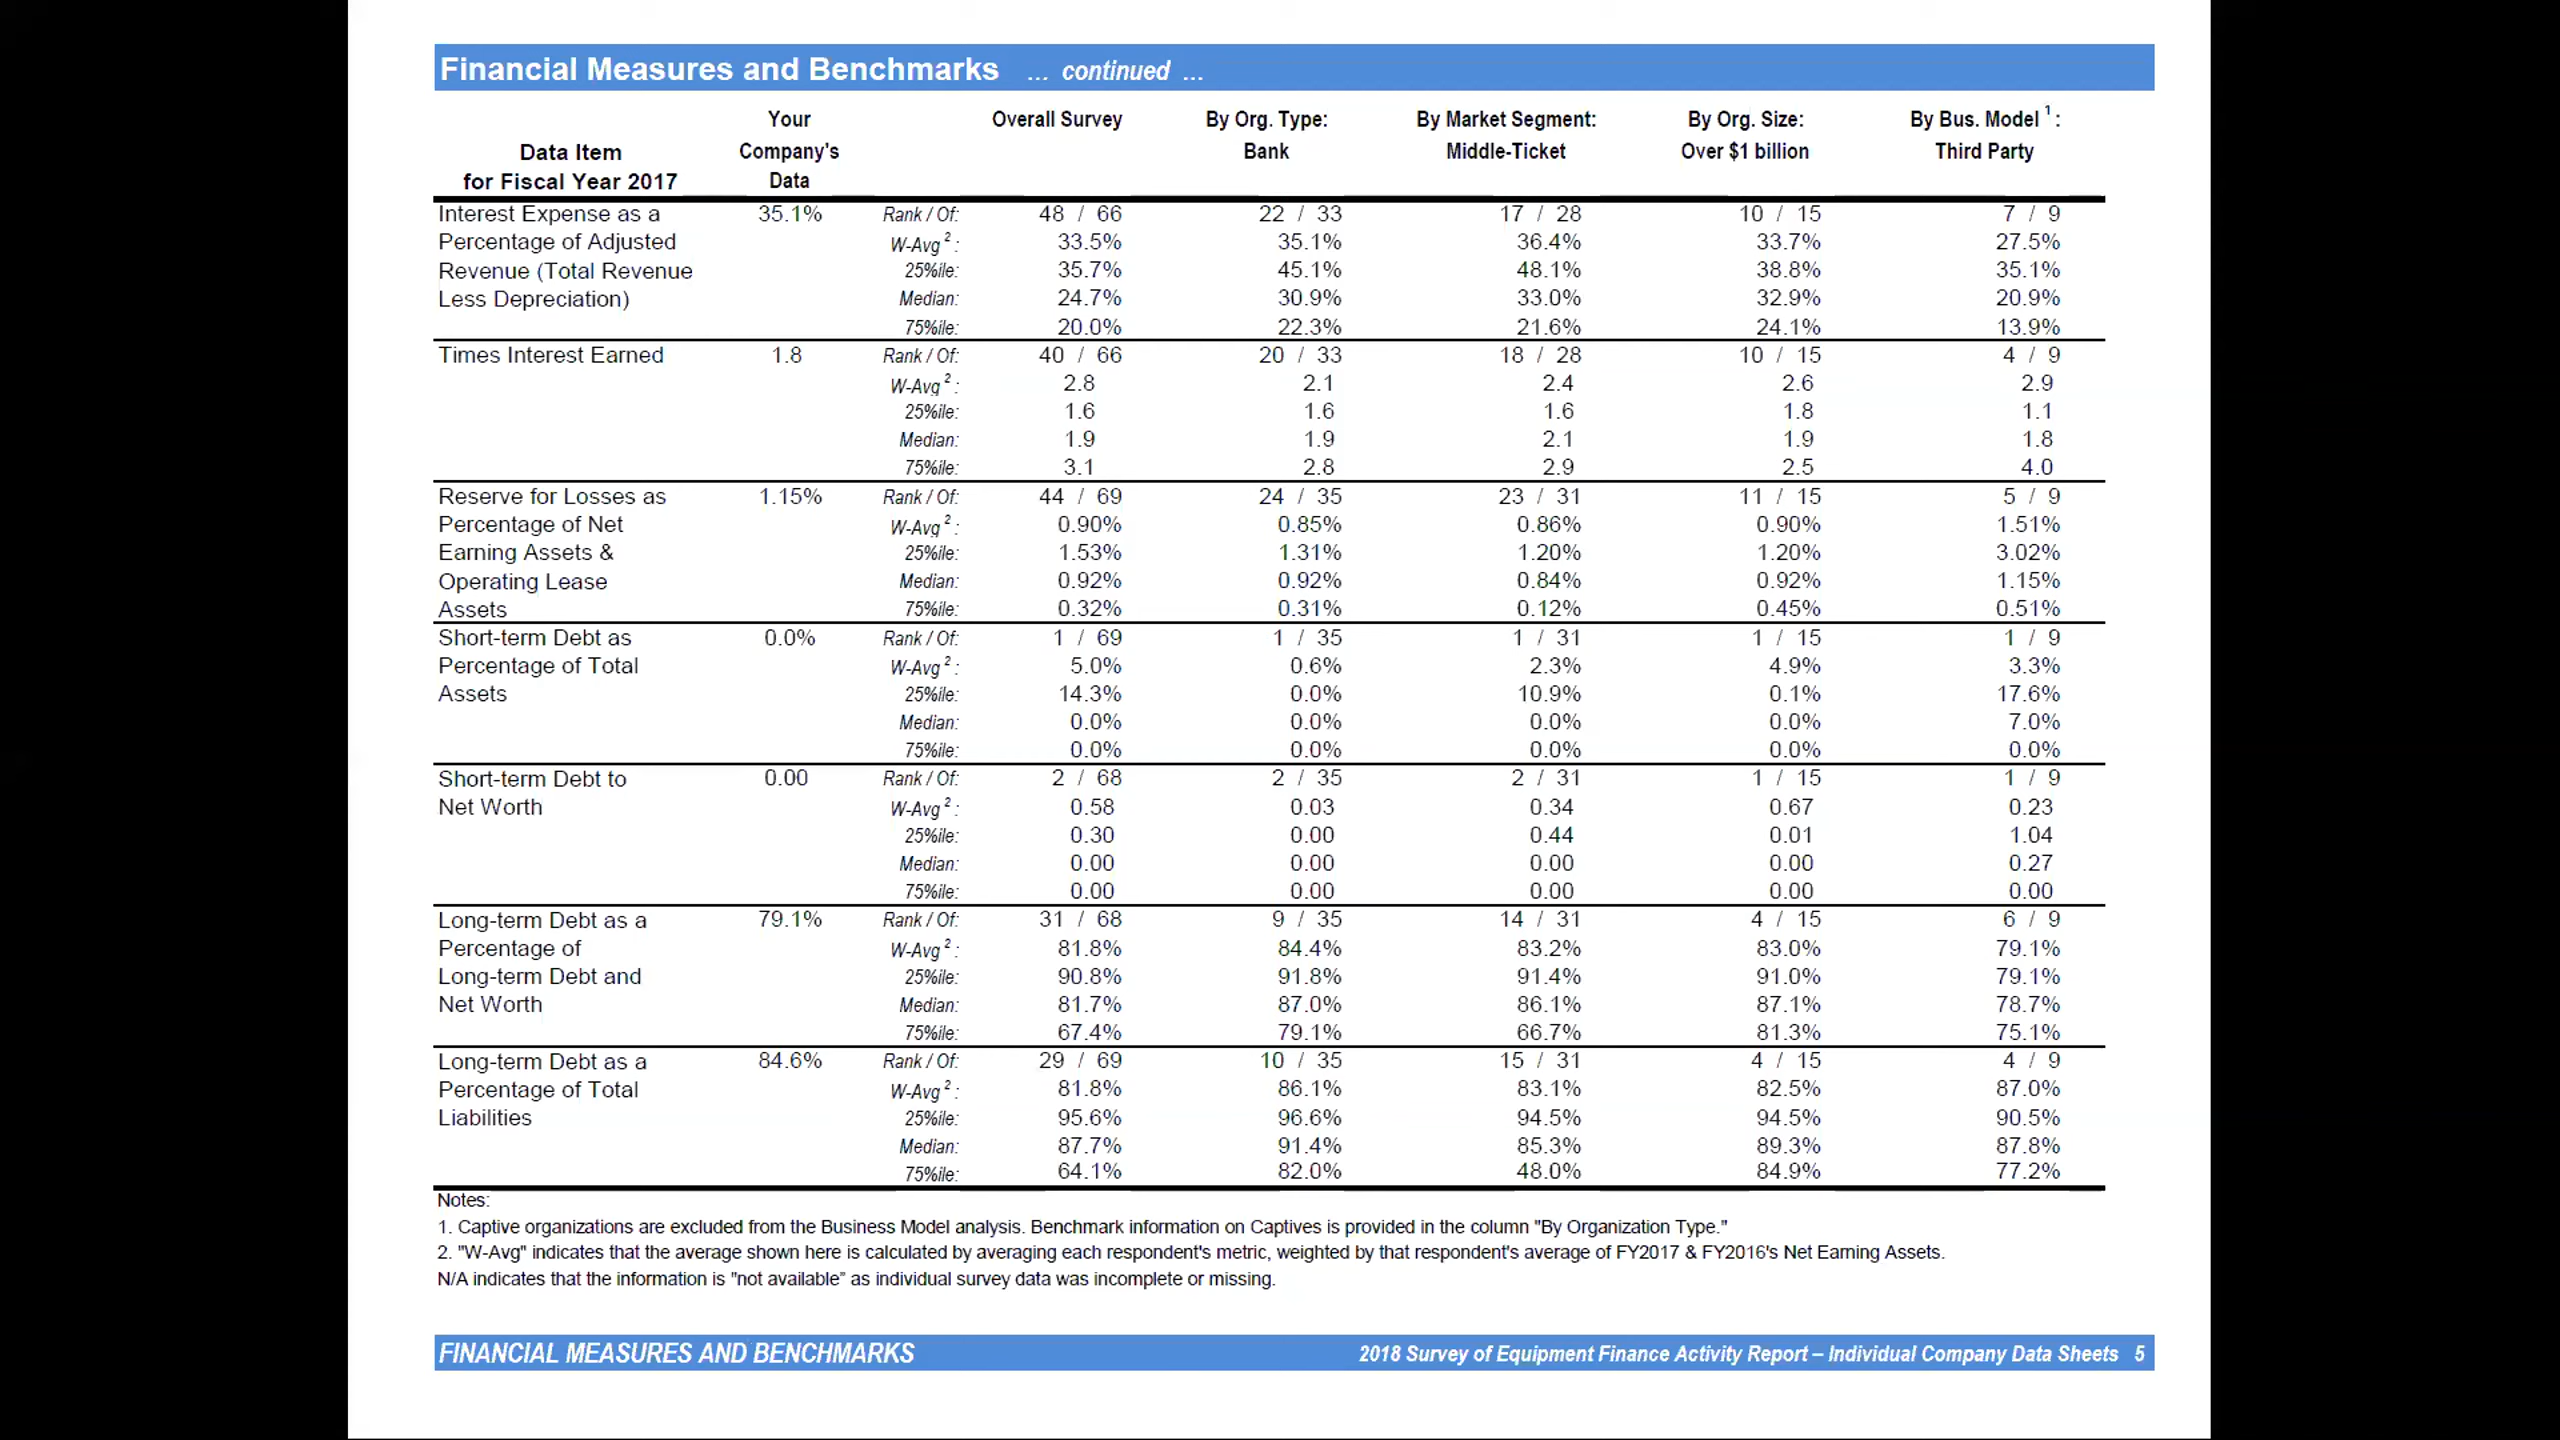 Financial Measures and Benchmarks ... continued ...
Your Overall Survey By Org. Type: By Market Segment: By Org. Size: By Bus. Model 1 :
Data Item Company's Bank Middle-Ticket Over $1 billion Third Party
for Fiscal Year 2017 Data
Interest Expense as a 35.1% Rank / Of: 48 / 66 22 / 33 17 / 28 10 / 15 7 / 9
Percentage of Adjusted W-Avg 2 : 33.5% 35.1% 36.4% 33.7% 27.5%
Revenue (Total Revenue 25%ile: 35.7% 45.1% 48.1% 38.8% 35.1%
Less Depreciation) Median: 24.7% 30.9% 33.0% 32.9% 20.9%
75%ile: 20.0% 22.3% 21.6% 24.1% 13.9%
Times Interest Earned 1.8 Rank / Of: 40 / 66 20 / 33 18 / 28 10 / 15 4 / 9
W-Avg 2 : 2.8 2.1 2.4 2.6 2.9
25%ile: 1.6 1.6 1.6 1.8 1.1
Median: 1.9 1.9 2.1 1.9 1.8
75%ile: 3.1 2.8 2.9 2.5 4.0
Reserve for Losses as 1.15% Rank / Of: 44 / 69 24 / 35 23 / 31 11 / 15 5 / 9
Percentage of Net W-Avg 2 : 0.90% 0.85% 0.86% 0.90% 1.51%
Earning Assets & 25%ile: 1.53% 1.31% 1.20% 1.20% 3.02%
Operating Lease Median: 0.92% 0.92% 0.84% 0.92% 1.15%
Assets 75%ile: 0.32% 0.31% 0.12% 0.45% 0.51%
Short-term Debt as 0.0% Rank / Of: 1 / 69 1 / 35 1 / 31 1 / 15 1 / 9
Percentage of Total W-Avg 2 : 5.0% 0.6% 2.3% 4.9% 3.3%
Assets 25%ile: 14.3% 0.0% 10.9% 0.1% 17.6%
Median: 0.0% 0.0% 0.0% 0.0% 7.0%
75%ile: 0.0% 0.0% 0.0% 0.0% 0.0%
Short-term Debt to 0.00 Rank / Of: 2 / 68 2 / 35 2 / 31 1 / 15 1 / 9
Net Worth W-Avg 2 : 0.58 0.03 0.34 0.67 0.23
25%ile: 0.30 0.00 0.44 0.01 1.04
Median: 0.00 0.00 0.00 0.00 0.27
75%ile: 0.00 0.00 0.00 0.00 0.00
Long-term Debt as a 79.1% Rank / Of: 31 / 68 9 / 35 14 / 31 4 / 15 6 / 9
Percentage of W-Avg 2 : 81.8% 84.4% 83.2% 83.0% 79.1%
Long-term Debt and 25%ile: 90.8% 91.8% 91.4% 91.0% 79.1%
Net Worth Median: 81.7% 87.0% 86.1% 87.1% 78.7%
75%ile: 67.4% 79.1% 66.7% 81.3% 75.1%
Long-term Debt as a 84.6% Rank / Of: 29 / 69 10 / 35 15 / 31 4 / 15 4 / 9
Percentage of Total W-Avg 2 : 81.8% 86.1% 83.1% 82.5% 87.0%
Liabilities 25%ile: 95.6% 96.6% 94.5% 94.5% 90.5%
Median: 87.7% 91.4% 85.3% 89.3% 87.8%
75%ile: 64.1% 82.0% 48.0% 84.9% 77.2%
Notes:
1. Captive organizations are excluded from the Business Model analysis. Benchmark information on Captives is provided in the column "By Organization Type."
2. "W-Avg" indicates that the average shown here is calculated by averaging each respondent's metric, weighted by that respondent's average of FY2017 & FY2016's Net Earning Assets.
N/A indicates that the information is "not available" as individual survey data was incomplete or missing.
FINANCIAL MEASURES AND BENCHMARKS 2018 Survey of Equipment Finance Activity Report – Individual Company Data Sheets 5